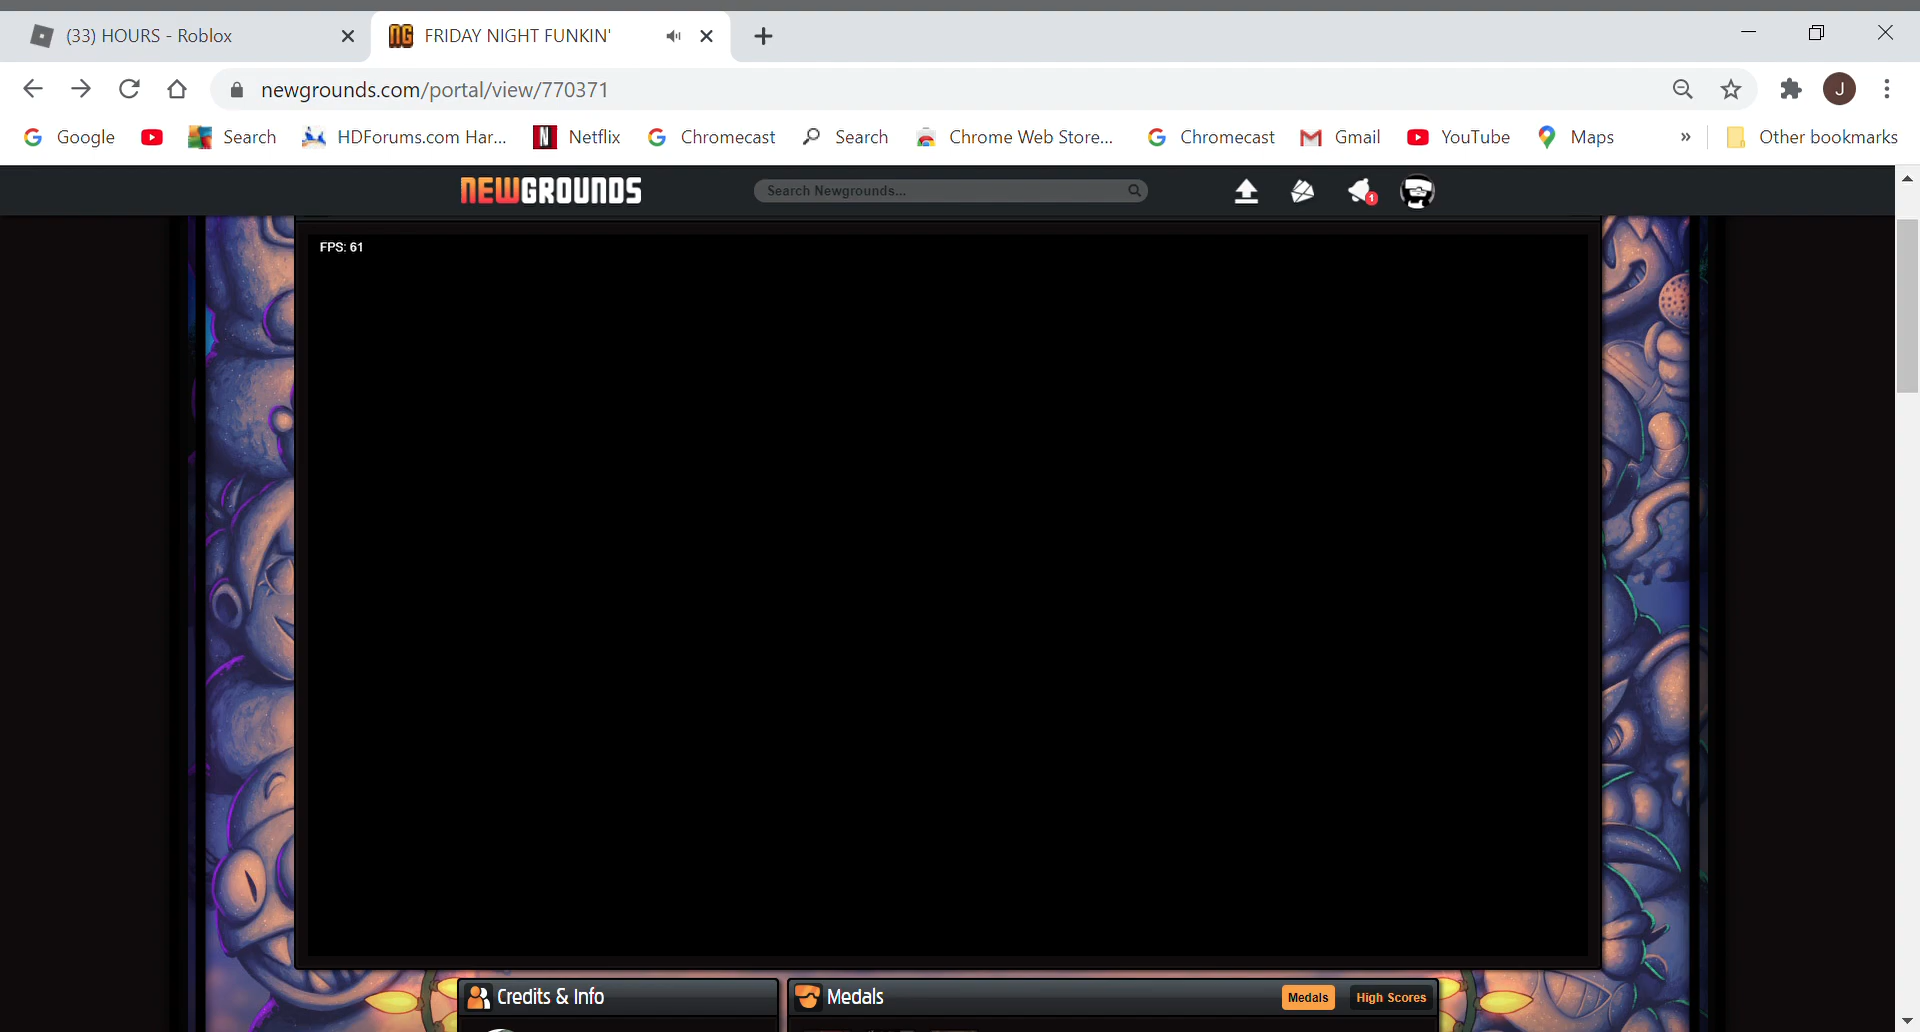 (33) HOURS - Roblox
FRIDAY NIGHT FUNKIN'
newgrounds.com/portal/view/770371
J
Google
Search
HDForums.com Har...
Netflix
Chromecast
Search
Chrome Web Store...
Chromecast
Gmail
YouTube
Maps
»
Other bookmarks
NEWGROUNDS
Search Newgrounds...
1
FPS: 61
Credits & Info
Medals
Medals
High Scores